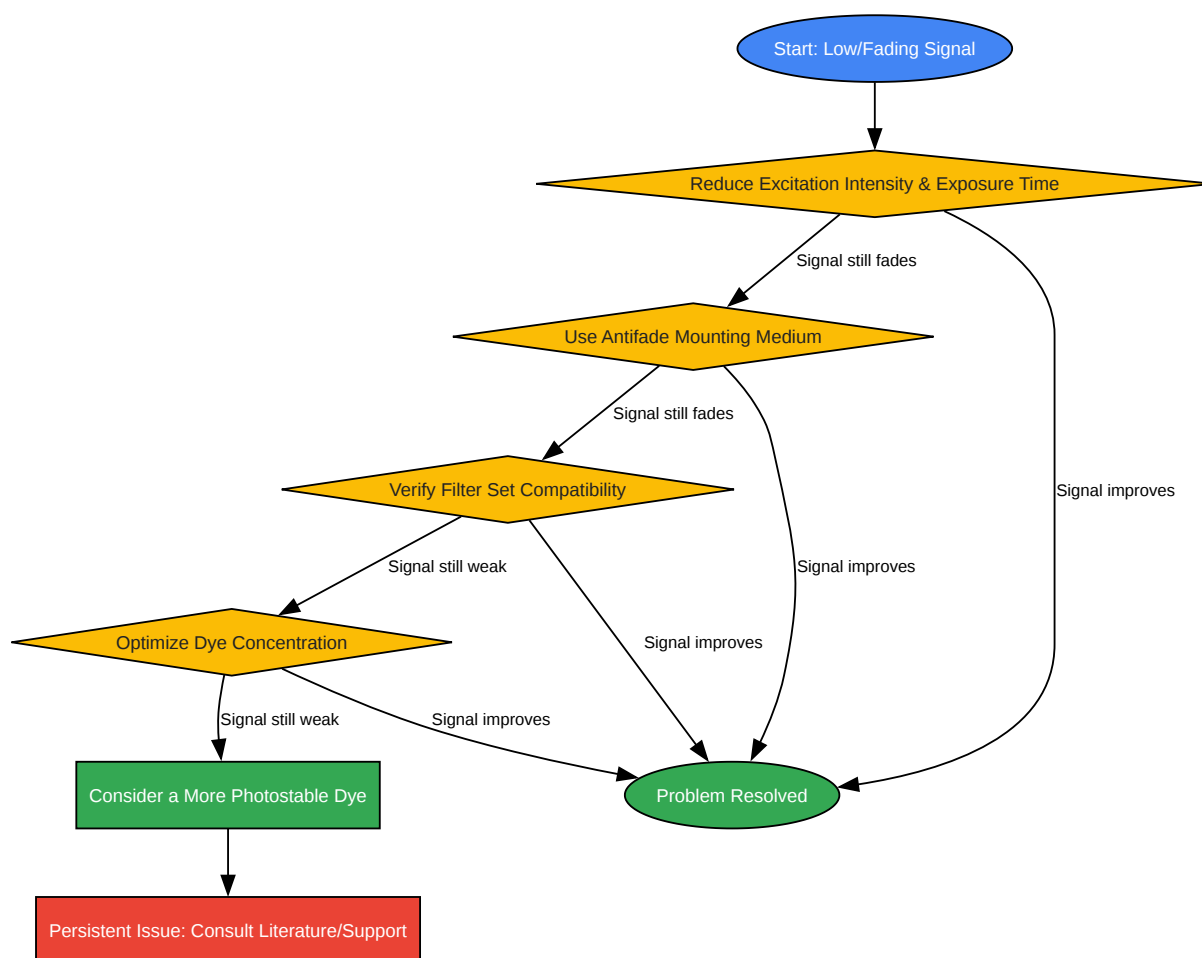 Start: Low/Fading Signal
Reduce Excitation Intensity & Exposure Time
Signal still fades
Use Antifade Mounting Medium
Signal still fades
Verify Filter Set Compatibility
Signal improves
Signal still weak
Signal improves
Optimize Dye Concentration
Signal improves
Signal still weak
Signal improves
Consider a More Photostable Dye
Problem Resolved
Persistent Issue: Consult Literature/Support